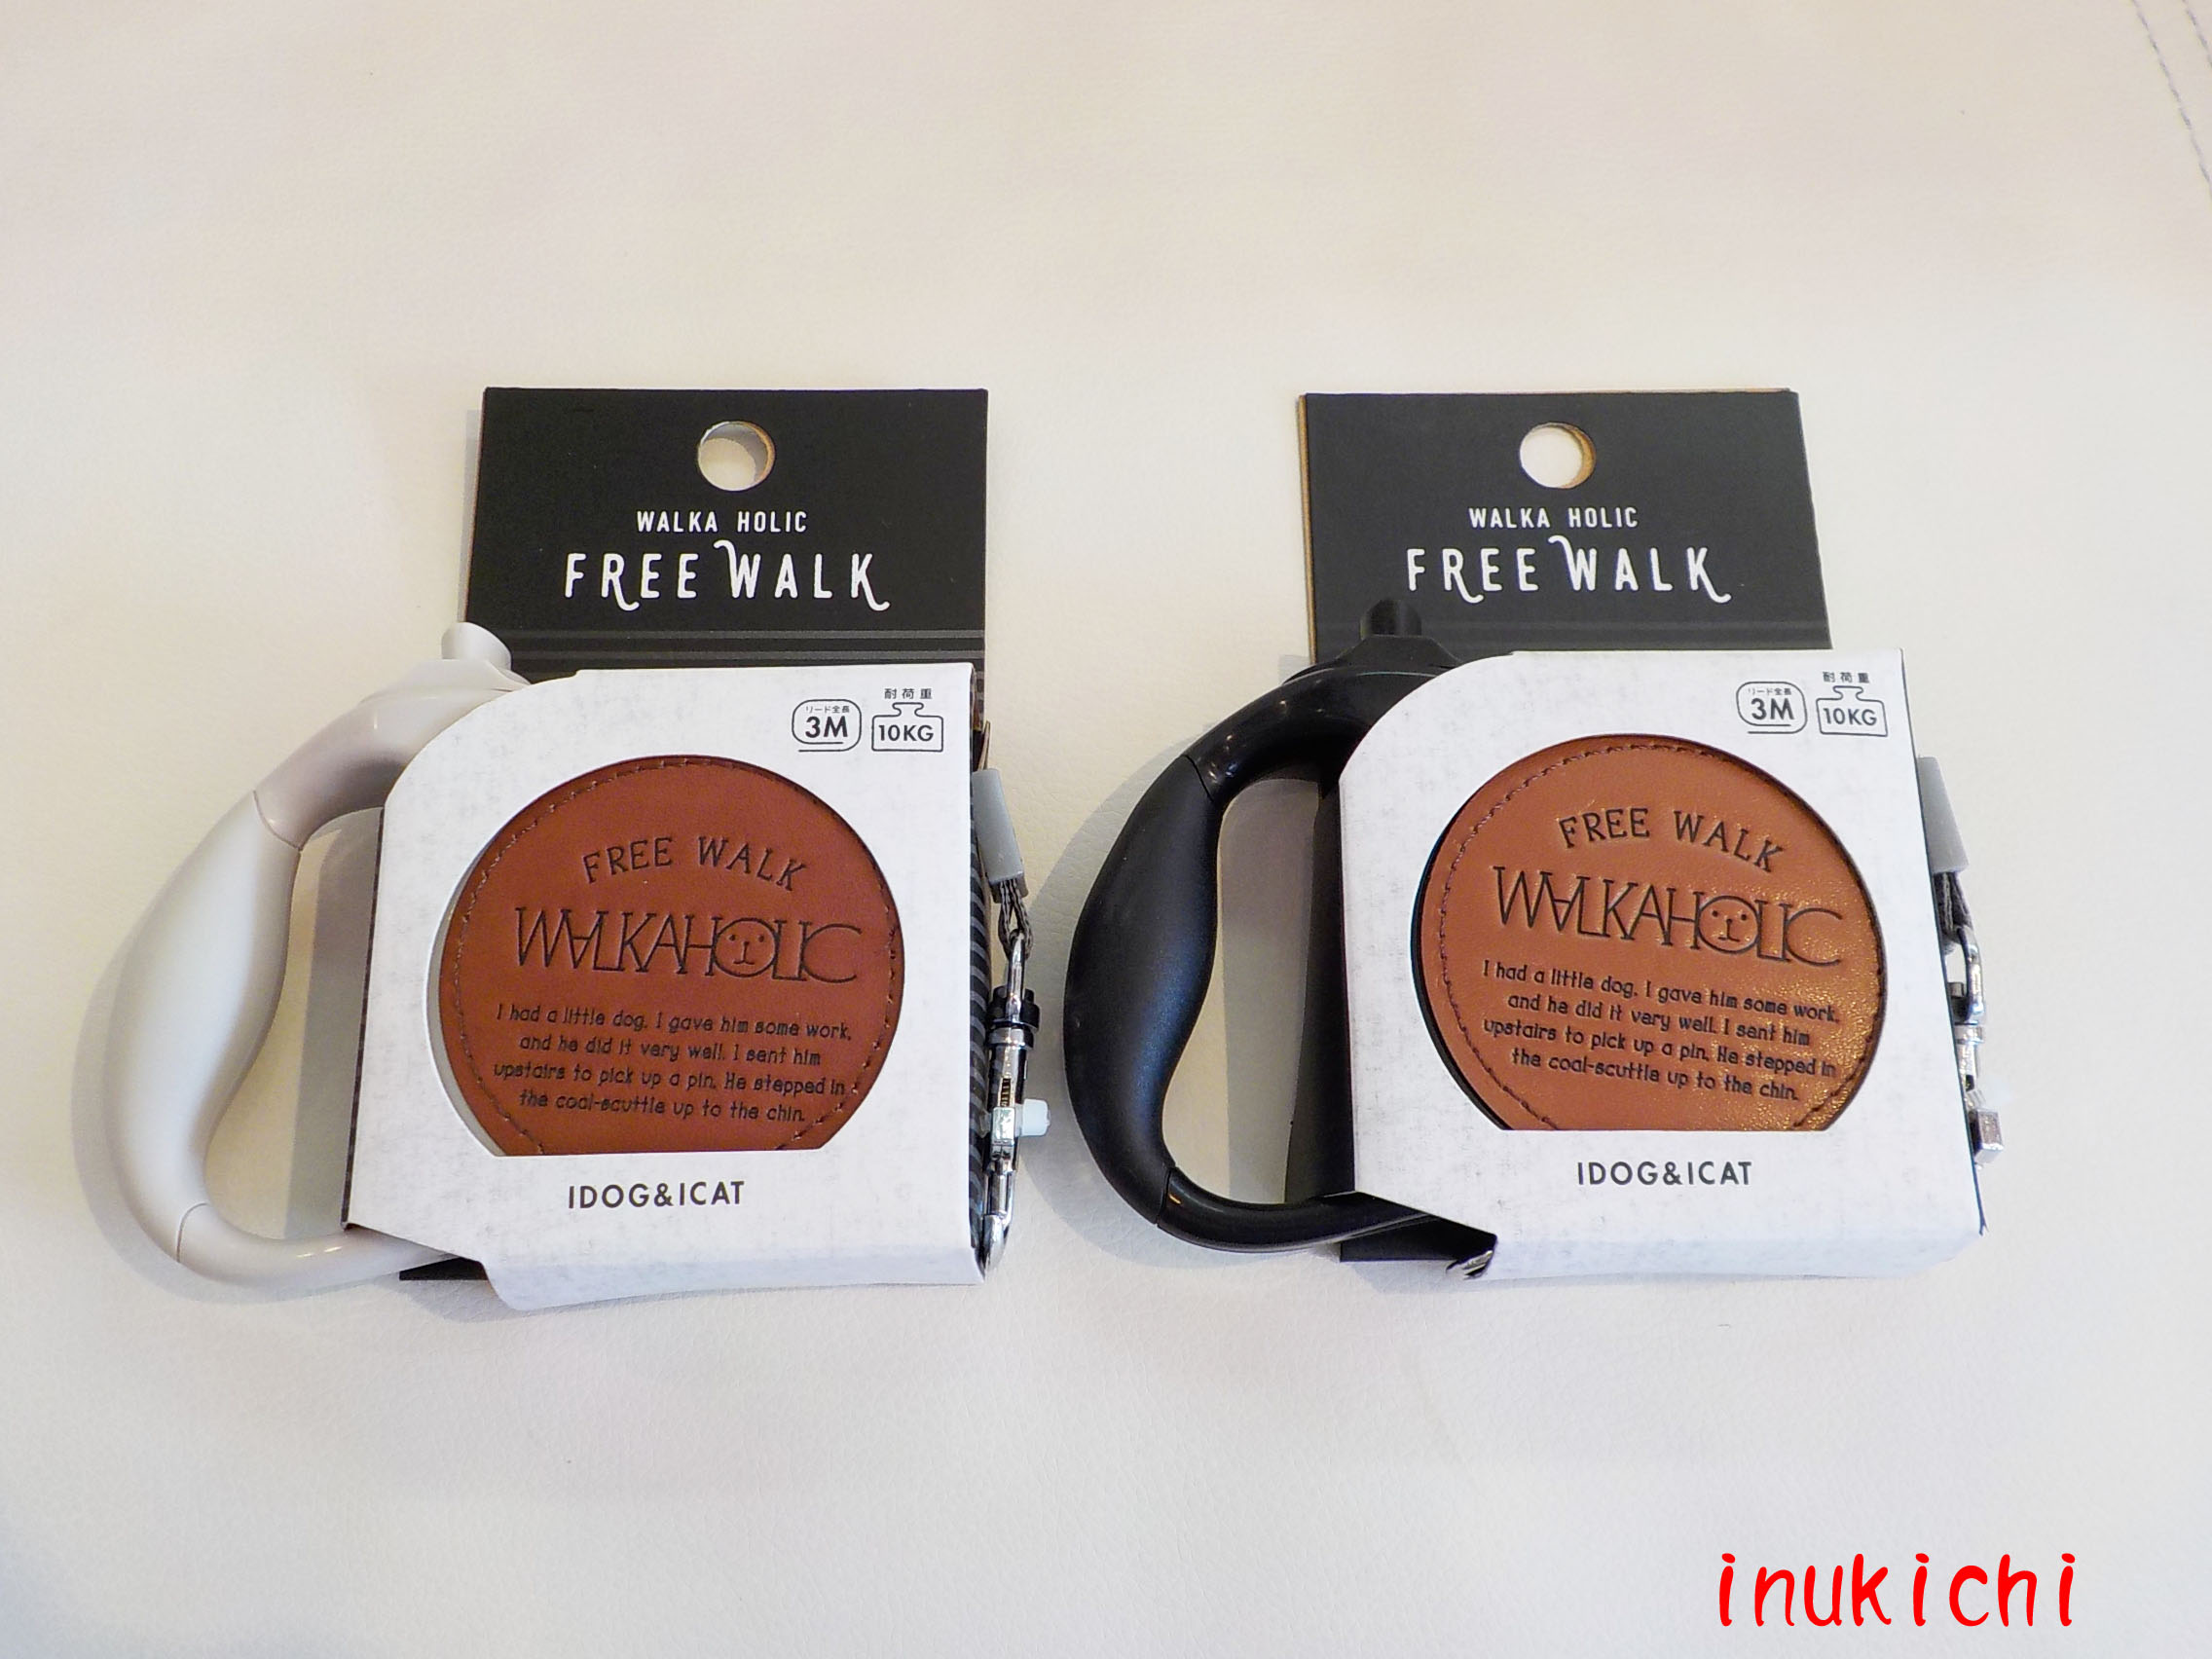 WALKA HOLIC
FREE WALK
リード全長
3M
耐荷重
10KG
FREE WALK
WALKAHOLIC
I had a little dog, I gave him some work,
and he did it very well. I sent him
upstairs to pick up a pin. He stepped in
the coal-scuttle up to the chin.
IDOG&ICAT
WALKA HOLIC
FREE WALK
リード全長
3M
耐荷重
10KG
FREE WALK
WALKAHOLIC
I had a little dog, I gave him some work,
and he did it very well. I sent him
upstairs to pick up a pin. He stepped in
the coal-scuttle up to the chin.
IDOG&ICAT
inukichi